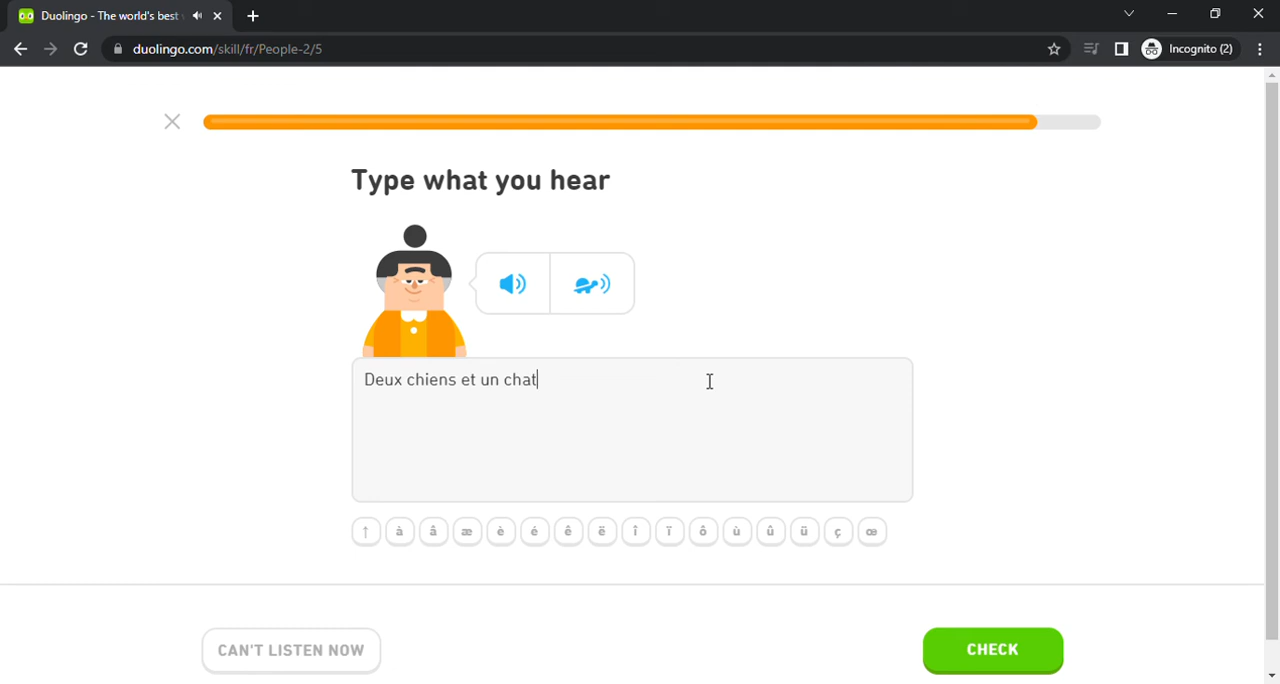 Duolingo - The world's best
duolingo.com/skill/fr/People-2/5
Incognito (2)
Type what you hear
Deux chiens et un chat
↑ à â æ è é ê ë î ï ô ù û ü ç œ
CAN'T LISTEN NOW
CHECK